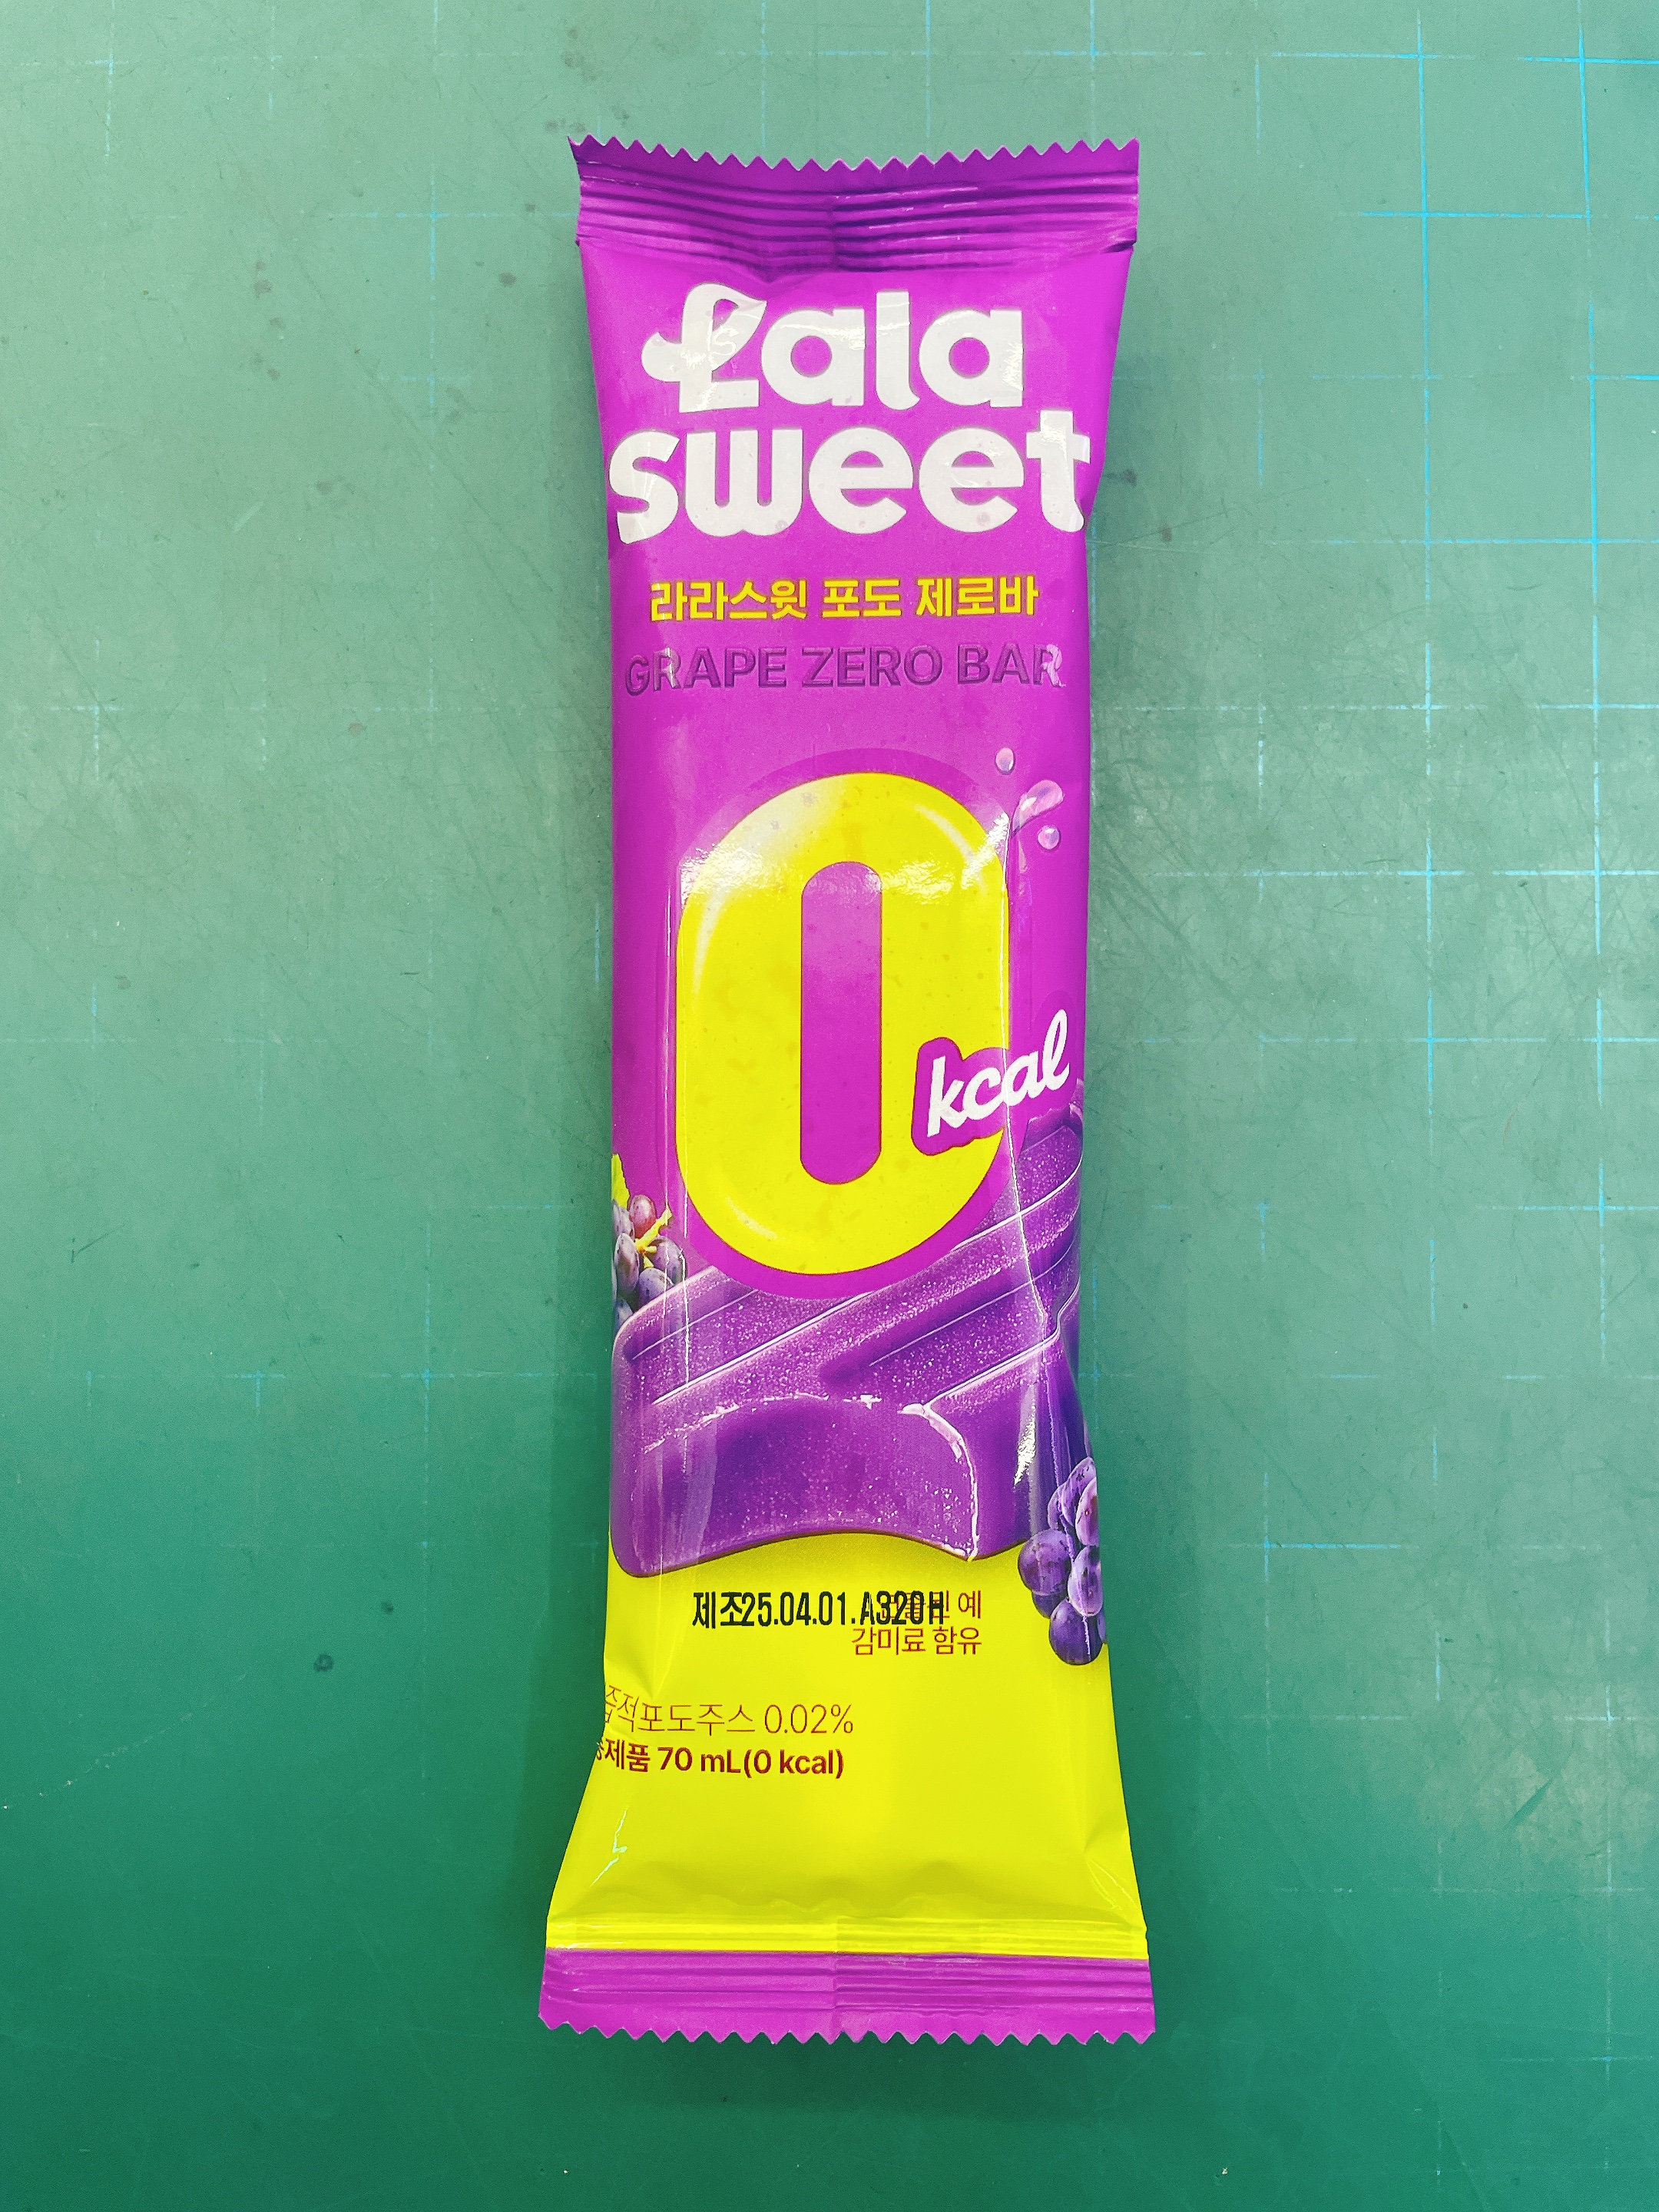 Lala
sweet
라라스윗 포도 제로바
GRAPE ZERO BAR
0
kcal
제조25.04.01.A320H
예
감미료 함유
포도주스 0.02%
제품 70 mL(0 kcal)